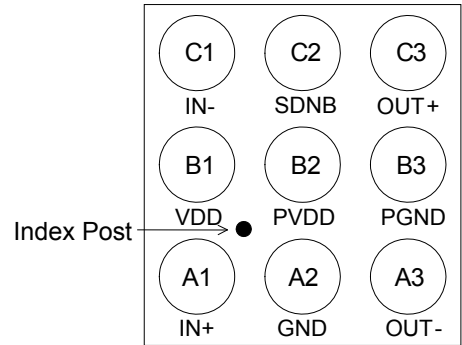 C1 C2 C3
IN- SDNB OUT+
B1 B2 B3
VDD PVDD PGND
Index Post
A1 A2 A3
IN+ GND OUT-